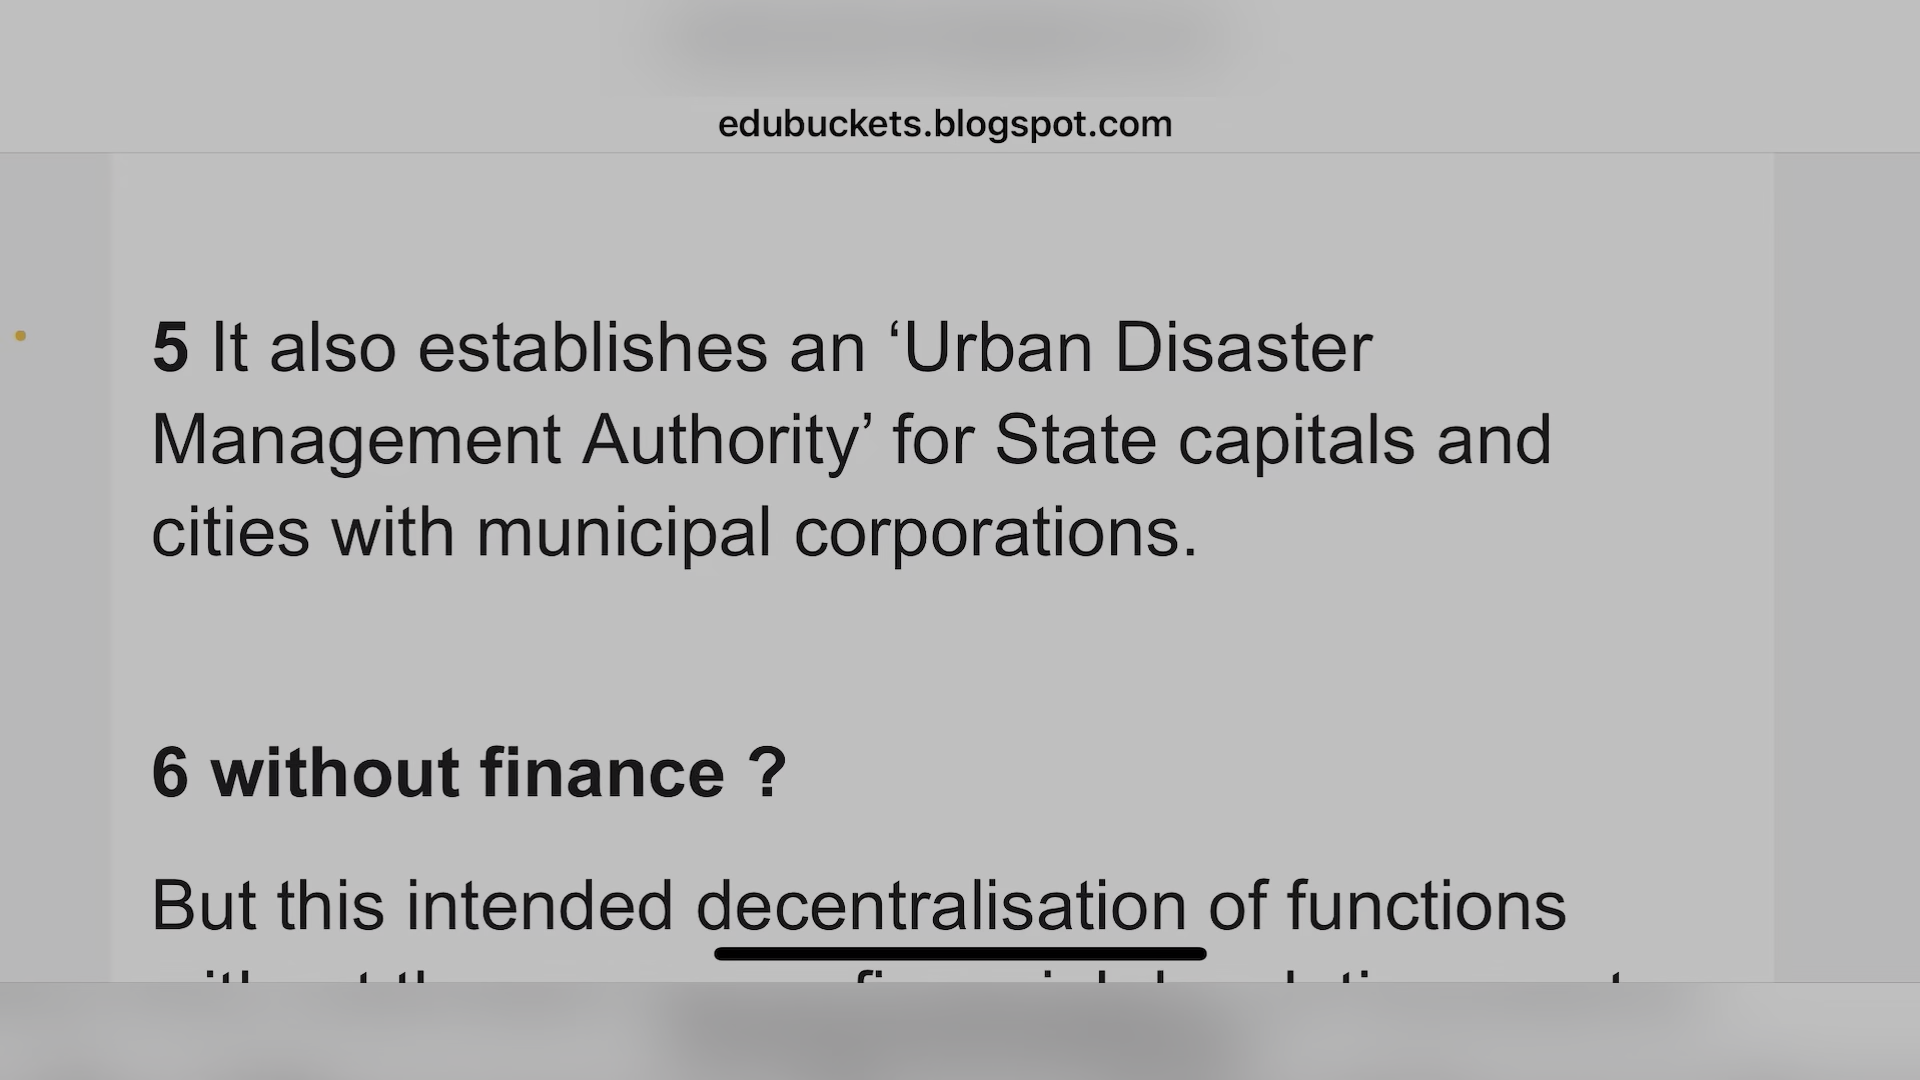 edubuckets.blogspot.com
5 It also establishes an ‘Urban Disaster
Management Authority’ for State capitals and
cities with municipal corporations.
6 without finance ?
But this intended decentralisation of functions